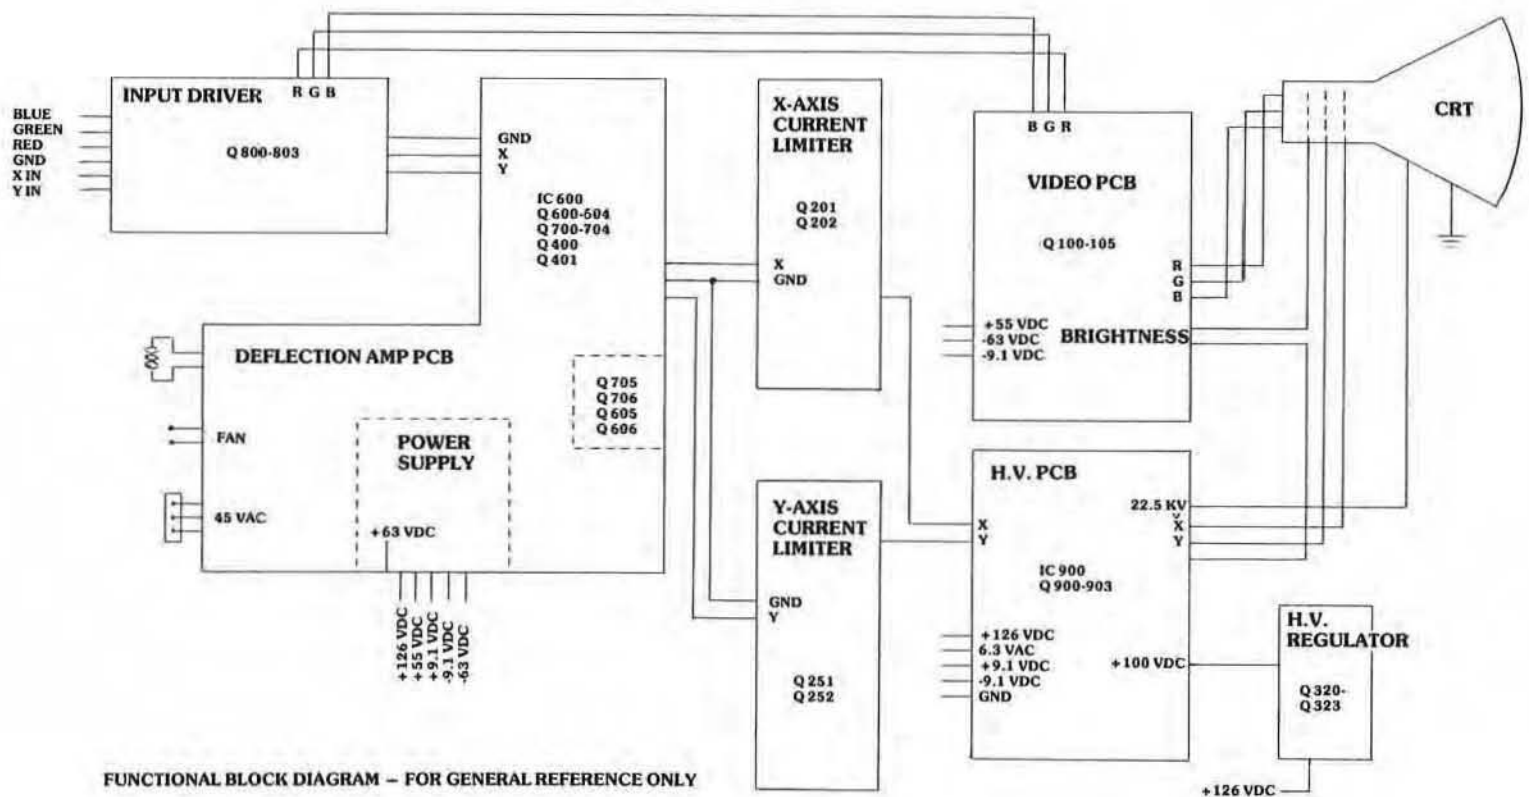 INPUT DRIVER
R G B
BLUE
GREEN
RED
GND
X IN
Y IN
Q 800-803
GND
X
Y
IC 600
Q 600-604
Q 700-704
Q 400
Q 401
DEFLECTION AMP PCB
Q 705
Q 706
Q 605
Q 606
FAN
45 VAC
POWER
SUPPLY
+63 VDC
+126 VDC
+55 VDC
+9.1 VDC
-9.1 VDC
-63 VDC
X-AXIS
CURRENT
LIMITER
Q 201
Q 202
X
GND
Y-AXIS
CURRENT
LIMITER
GND
Y
Q 251
Q 252
B G R
VIDEO PCB
Q 100-105
R
G
B
+55 VDC
-63 VDC
-9.1 VDC
BRIGHTNESS
CRT
H.V. PCB
22.5 KV
X
Y
X
Y
IC 900
Q 900-903
+126 VDC
6.3 VAC
+9.1 VDC
-9.1 VDC
GND
+100 VDC
H.V.
REGULATOR
Q 320-
Q 323
+126 VDC
FUNCTIONAL BLOCK DIAGRAM – FOR GENERAL REFERENCE ONLY